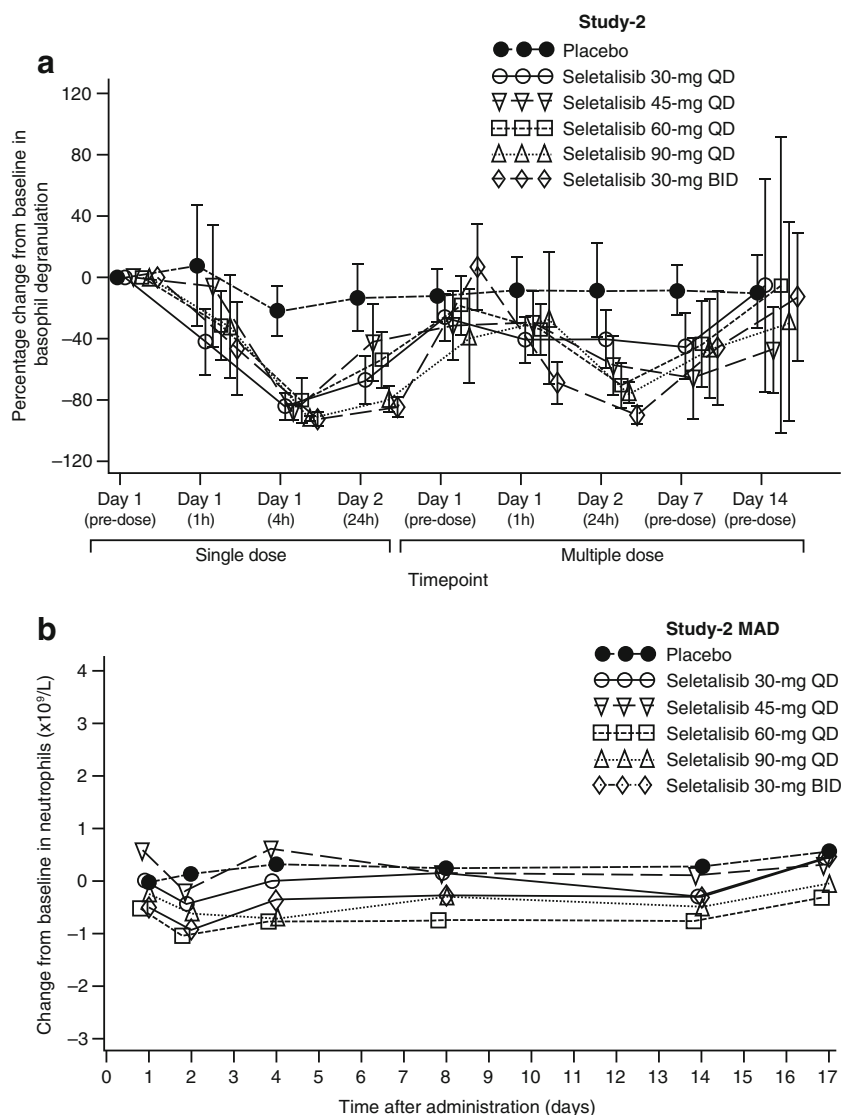 a
Study-2
Placebo
Seletalisib 30-mg QD
Seletalisib 45-mg QD
Seletalisib 60-mg QD
Seletalisib 90-mg QD
Seletalisib 30-mg BID
Percentage change from baseline in
basophil degranulation
120
80
40
0
−40
−80
−120
Day 1 Day 1 Day 1 Day 2 Day 1 Day 1 Day 2 Day 7 Day 14
(pre-dose) (1h) (4h) (24h) (pre-dose) (1h) (24h) (pre-dose) (pre-dose)
Single dose Multiple dose
Timepoint
b
Study-2 MAD
Placebo
Seletalisib 30-mg QD
Seletalisib 45-mg QD
Seletalisib 60-mg QD
Seletalisib 90-mg QD
Seletalisib 30-mg BID
Change from baseline in neutrophils (x10⁹/L)
4
3
2
1
0
−1
−2
−3
0 1 2 3 4 5 6 7 8 9 10 11 12 13 14 15 16 17
Time after administration (days)